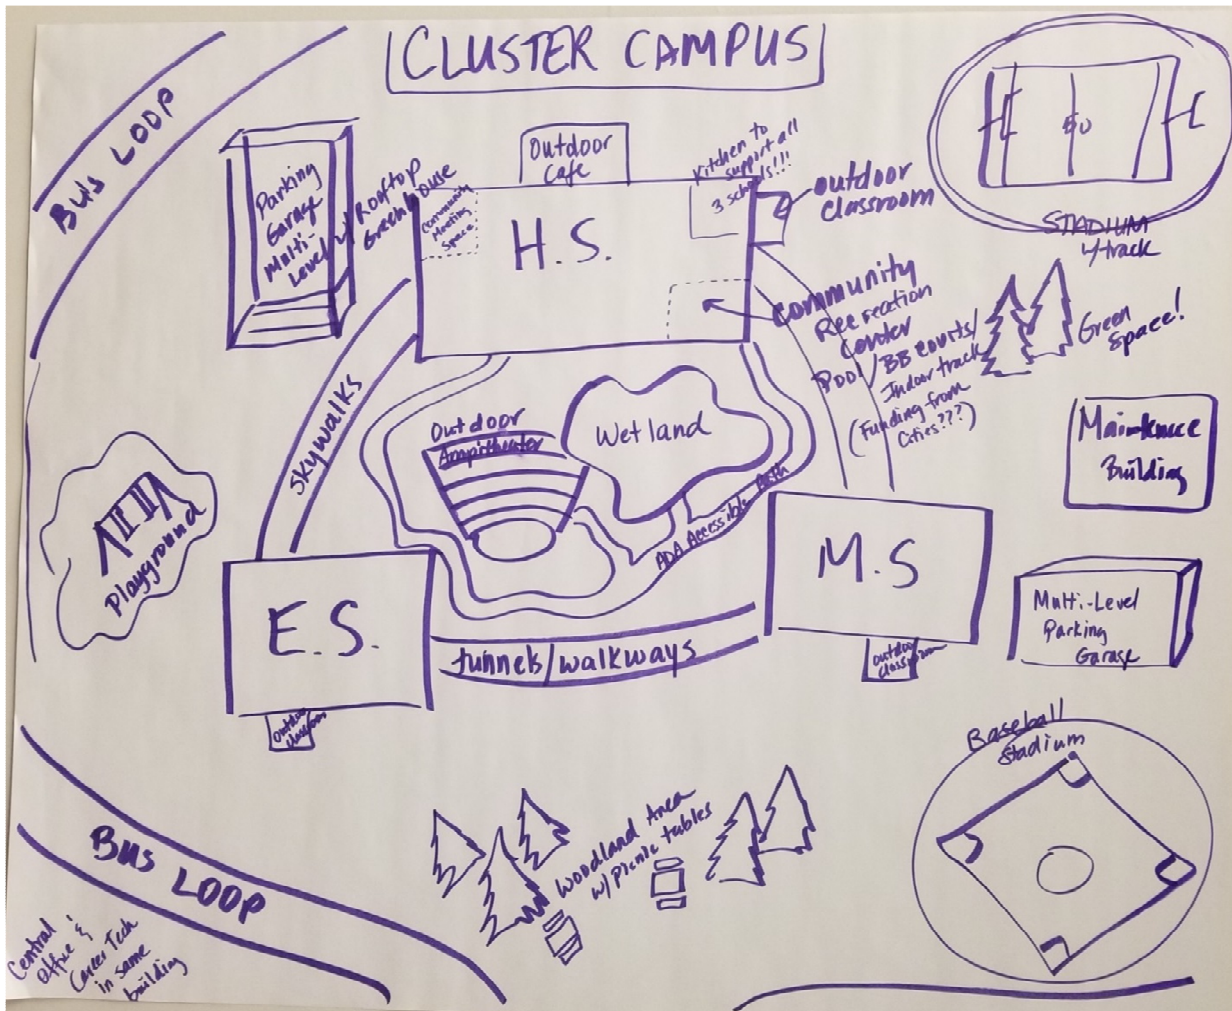 CLUSTER CAMPUS
BUS LOOP
Parking
Garage
Multi-
Level w/ Rooftop
Greenhouse
Outdoor
Cafe
Community
Meeting
Space
H.S.
Kitchen to
support all
3 schools!!!
outdoor
classroom
50
STADIUM
w/track
Community
Recreation
Center
Pool/BB courts/
Indoor track
(Funding from
Cities???)
Green
Space!
skywalks
Outdoor
Ampitheater
Wetland
ADA Accessible Path
Maintenance
Building
Playground
E.S.
outdoor
classroom
tunnels/walkways
M.S
outdoor
classroom
Multi-Level
Parking
Garage
Baseball
Stadium
Woodland Area
w/picnic tables
BUS LOOP
Central
office &
Career Tech
in same
building